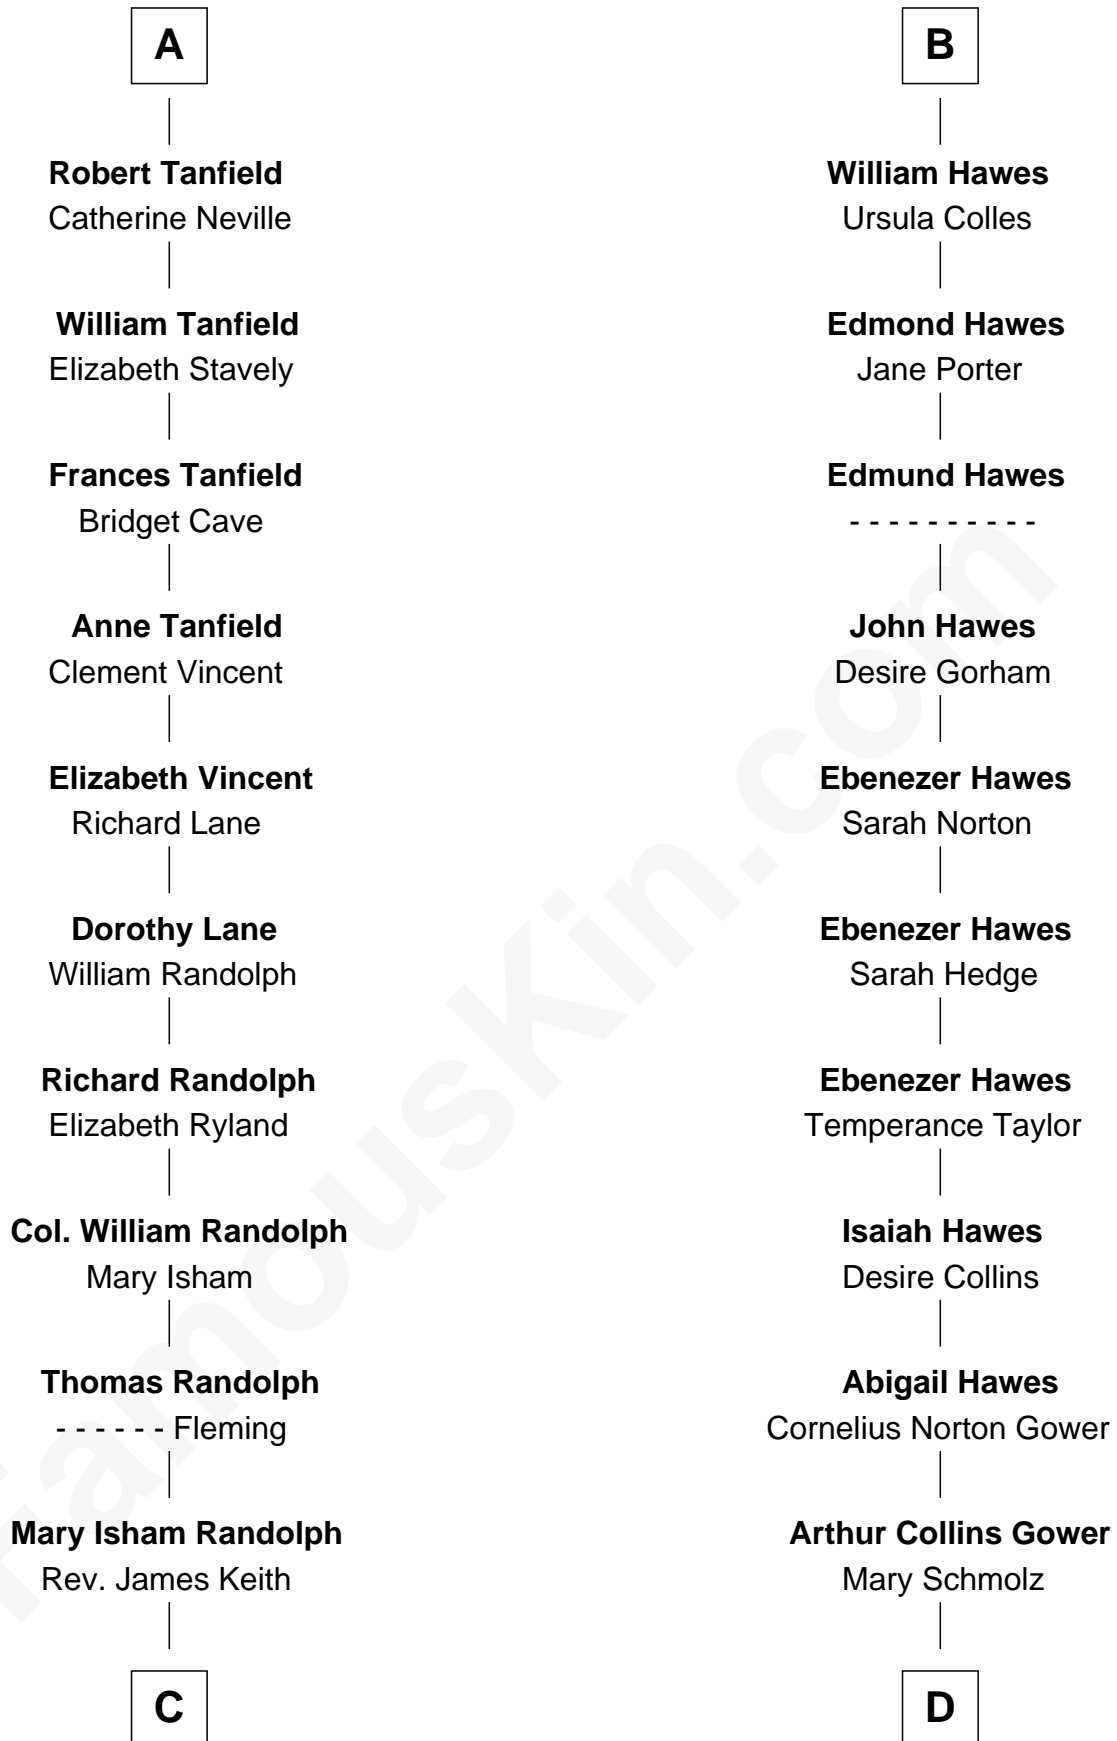 A
Robert Tanfield
Catherine Neville
William Tanfield
Elizabeth Stavely
Frances Tanfield
Bridget Cave
Anne Tanfield
Clement Vincent
Elizabeth Vincent
Richard Lane
Dorothy Lane
William Randolph
Richard Randolph
Elizabeth Ryland
Col. William Randolph
Mary Isham
Thomas Randolph
- - - - - - Fleming
Mary Isham Randolph
Rev. James Keith
C
B
William Hawes
Ursula Colles
Edmond Hawes
Jane Porter
Edmund Hawes
- - - - - - - - - -
John Hawes
Desire Gorham
Ebenezer Hawes
Sarah Norton
Ebenezer Hawes
Sarah Hedge
Ebenezer Hawes
Temperance Taylor
Isaiah Hawes
Desire Collins
Abigail Hawes
Cornelius Norton Gower
Arthur Collins Gower
Mary Schmolz
D
FamousKin.com